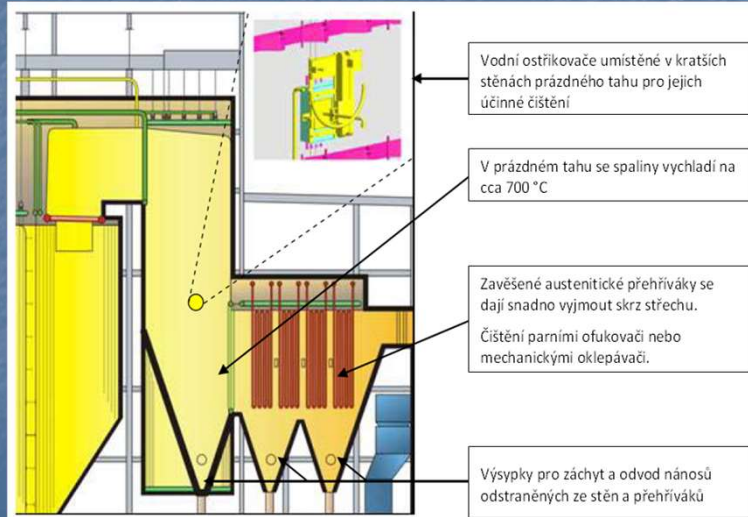 Vodní ostřikovače umístěné v kratších
stěnách prázdného tahu pro jejich
účinné čištění
V prázdném tahu se spaliny vychladí na
cca 700 °C
Zavěšené austenitické přehříváky se
dají snadno vyjmout skrz střechu.
Čištění parními ofukovači nebo
mechanickými oklepávači.
Výsypky pro záchyt a odvod nánosů
odstraněných ze stěn a přehříváků